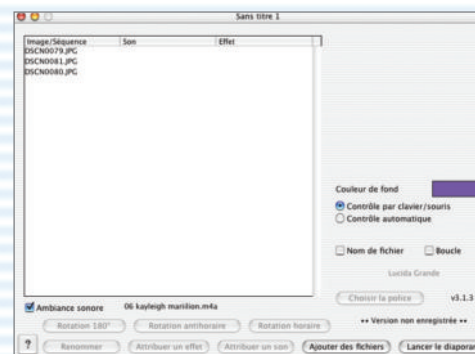 Sans titre 1
Image/Séquence Son Effet
DSCN0079.JPG
DSCN0081.JPG
DSCN0080.JPG
Couleur de fond
Contrôle par clavier/souris
Contrôle automatique
Nom de fichier Boucle
Lucida Grande
Choisir la police v3.1.3
Ambiance sonore 06 kayleigh marillion.m4a
•• Version non enregistrée ••
Rotation 180° Rotation antihoraire Rotation horaire
? Renommer Attribuer un effet Attribuer un son Ajouter des fichiers Lancer le diapora